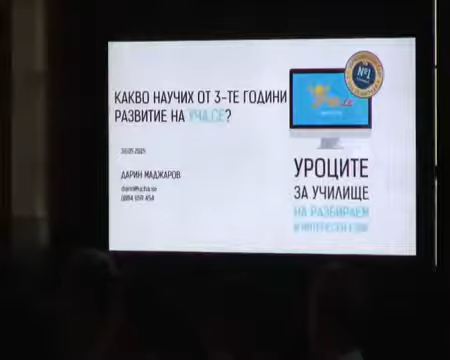 КАКВО НАУЧИХ ОТ 3-ТЕ ГОДИНИ
РАЗВИТИЕ НА УЧА.СЕ?
ДАРИН МАДЖАРОВ
№1
УРОЦИТЕ
ЗА УЧИЛИЩЕ
НА РАЗБИРАЕМ
И ИНТЕРЕСЕН ЕЗИК